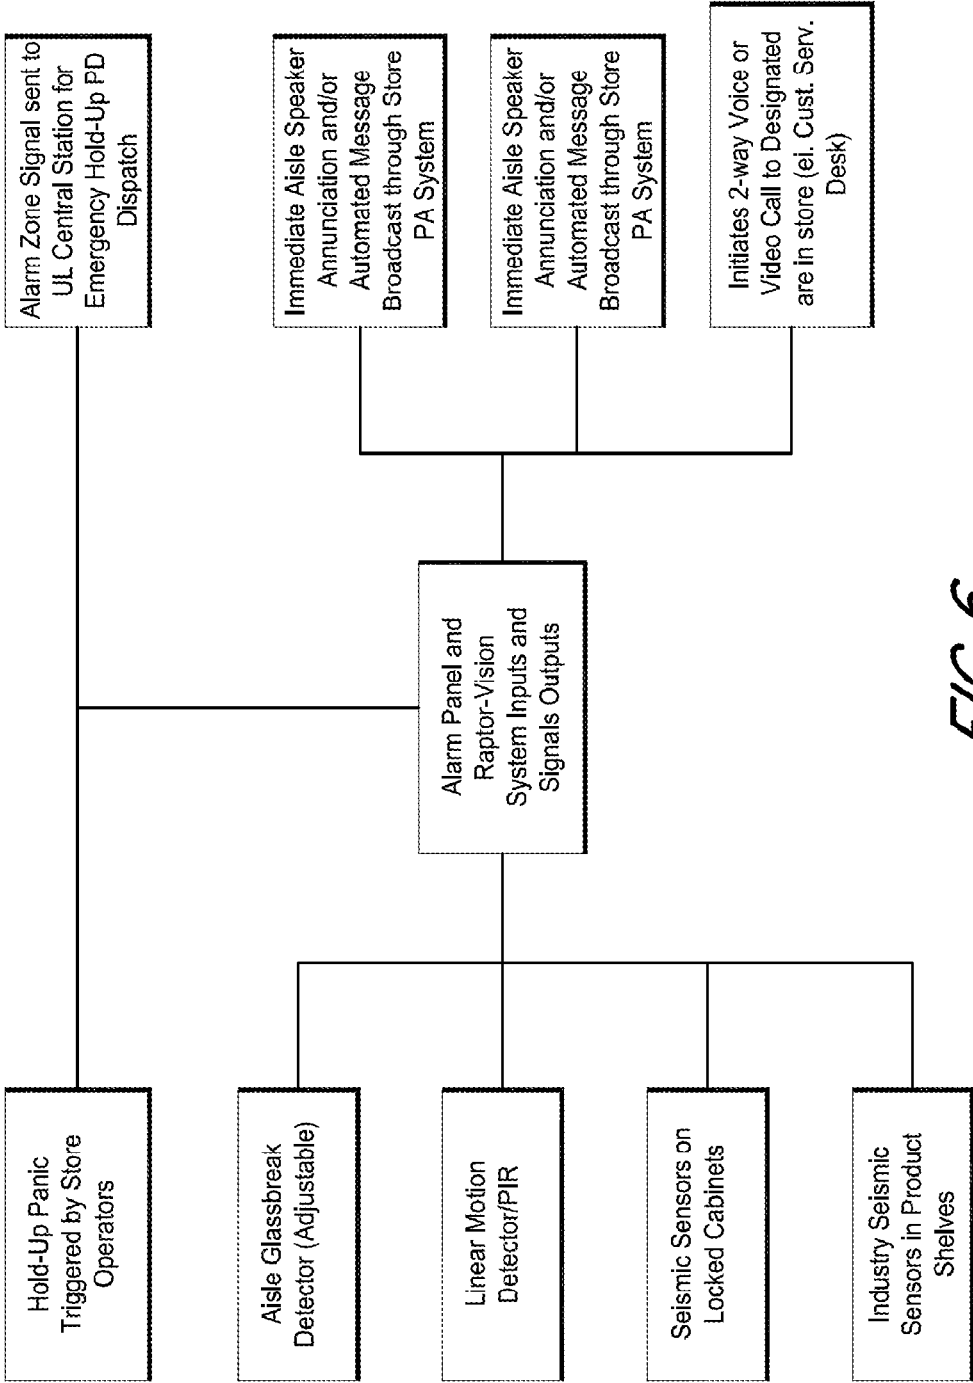 Hold-Up Panic
Triggered by Store
Operators
Alarm Zone Signal sent to
UL Central Station for
Emergency Hold-Up PD
Dispatch
Aisle Glassbreak
Detector (Adjustable)
Linear Motion
Detector/PIR
Seismic Sensors on
Locked Cabinets
Industry Seismic
Sensors in Product
Shelves
Alarm Panel and
Raptor-Vision
System Inputs and
Signals Outputs
Immediate Aisle Speaker
Annunciation and/or
Automated Message
Broadcast through Store
PA System
Immediate Aisle Speaker
Annunciation and/or
Automated Message
Broadcast through Store
PA System
Initiates 2-way Voice or
Video Call to Designated
are in store (ei. Cust. Serv.
Desk)
FIG. 6